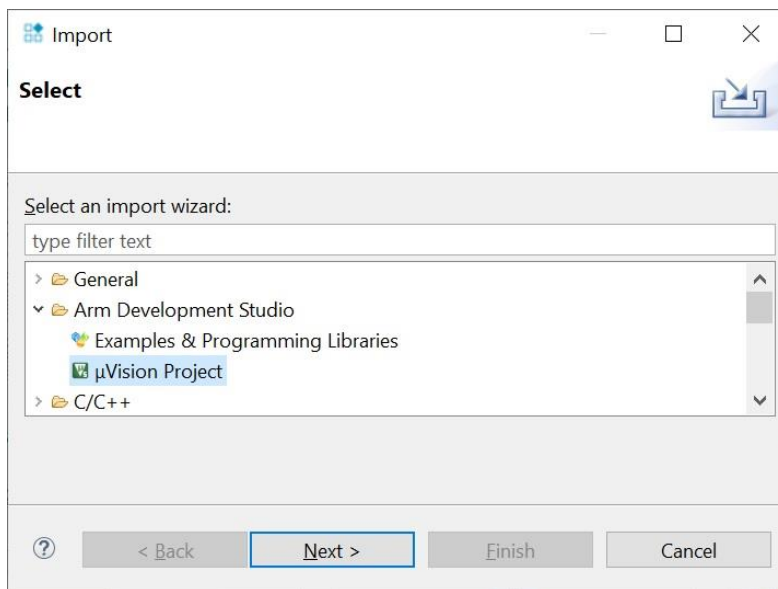 Import
Select
Select an import wizard:
type filter text
General
Arm Development Studio
Examples & Programming Libraries
µVision Project
C/C++
< Back Next > Finish Cancel